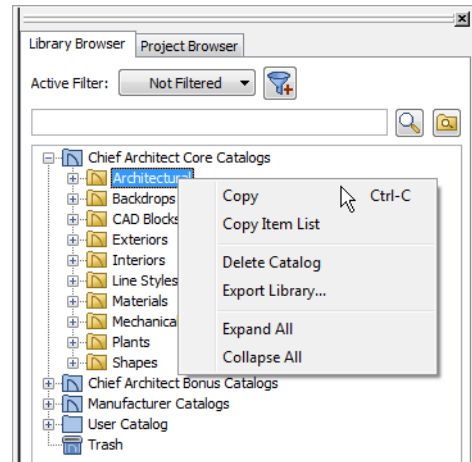 Library Browser Project Browser
Active Filter: Not Filtered
Chief Architect Core Catalogs
Architectural
Backdrops
CAD Blocks
Exteriors
Interiors
Line Styles
Materials
Mechanical
Plants
Shapes
Chief Architect Bonus Catalogs
Manufacturer Catalogs
User Catalog
Trash
Copy Ctrl-C
Copy Item List
Delete Catalog
Export Library...
Expand All
Collapse All